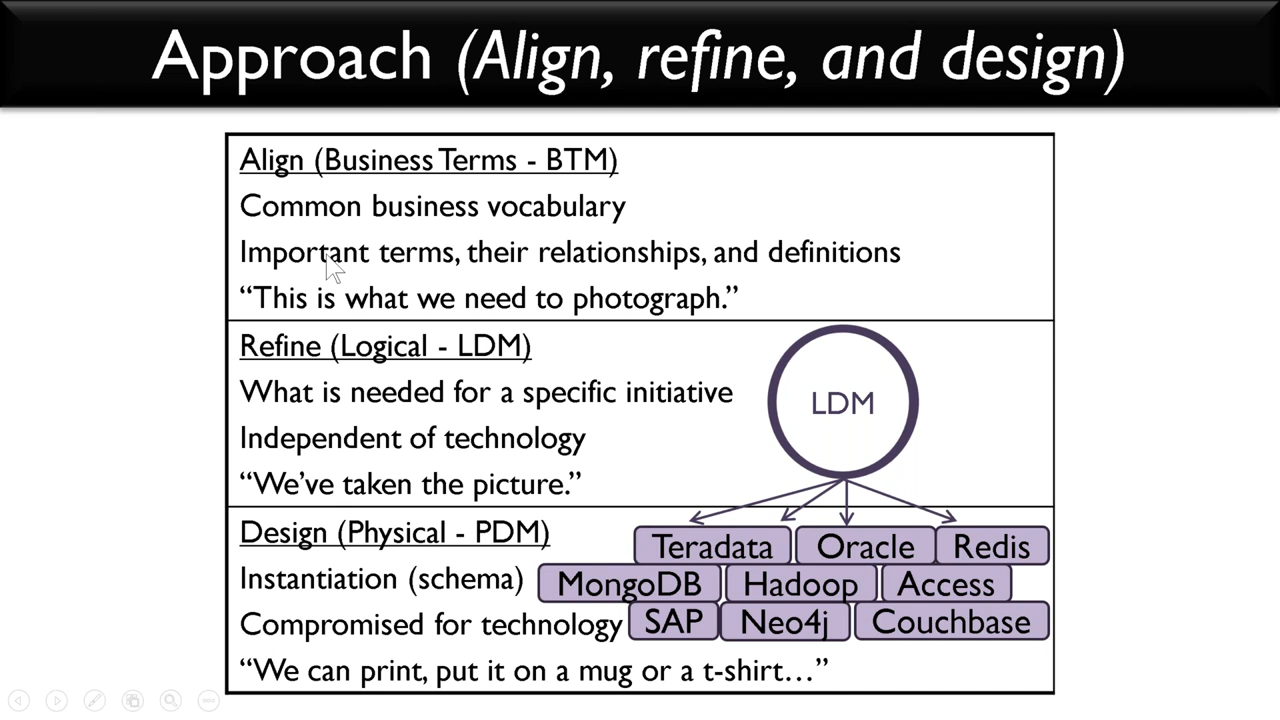 Approach (Align, refine, and design)
Align (Business Terms - BTM)
Common business vocabulary
Important terms, their relationships, and definitions
“This is what we need to photograph.”
Refine (Logical - LDM)
What is needed for a specific initiative
Independent of technology
“We’ve taken the picture.”
LDM
Design (Physical - PDM)
Instantiation (schema)
Compromised for technology
“We can print, put it on a mug or a t-shirt…”
Teradata Oracle Redis
MongoDB Hadoop Access
SAP Neo4j Couchbase